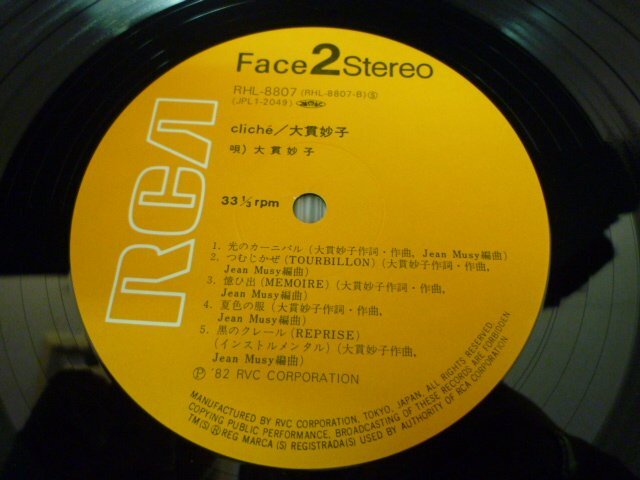 Face 2 Stereo
RHL-8807 (RHL-8807-B) Ⓢ
(JPL1-2049)
cliché/大貫妙子
唄) 大貫妙子
RCA
33 1/3 rpm
1. 光のカーニバル (大貫妙子作詞・作曲, Jean Musy編曲)
2. つむじかぜ (TOURBILLON) (大貫妙子作詞・作曲,
Jean Musy編曲)
3. 憶ひ出 (MEMOIRE) (大貫妙子作詞・作曲,
Jean Musy編曲)
4. 夏色の服 (大貫妙子作詞・作曲,
Jean Musy編曲)
5. 黒のクレール (REPRISE)
(インストルメンタル) (大貫妙子作曲,
Jean Musy編曲)
Ⓟ '82 RVC CORPORATION
MANUFACTURED BY RVC CORPORATION, TOKYO, JAPAN. ALL RIGHTS RESERVED.
COPYING PUBLIC PERFORMANCE, BROADCASTING OF THESE RECORDS ARE FORBIDDEN
TM(S) ® REG MARCA(S) REGISTRADA(S) USED BY AUTHORITY OF RCA CORPORATION